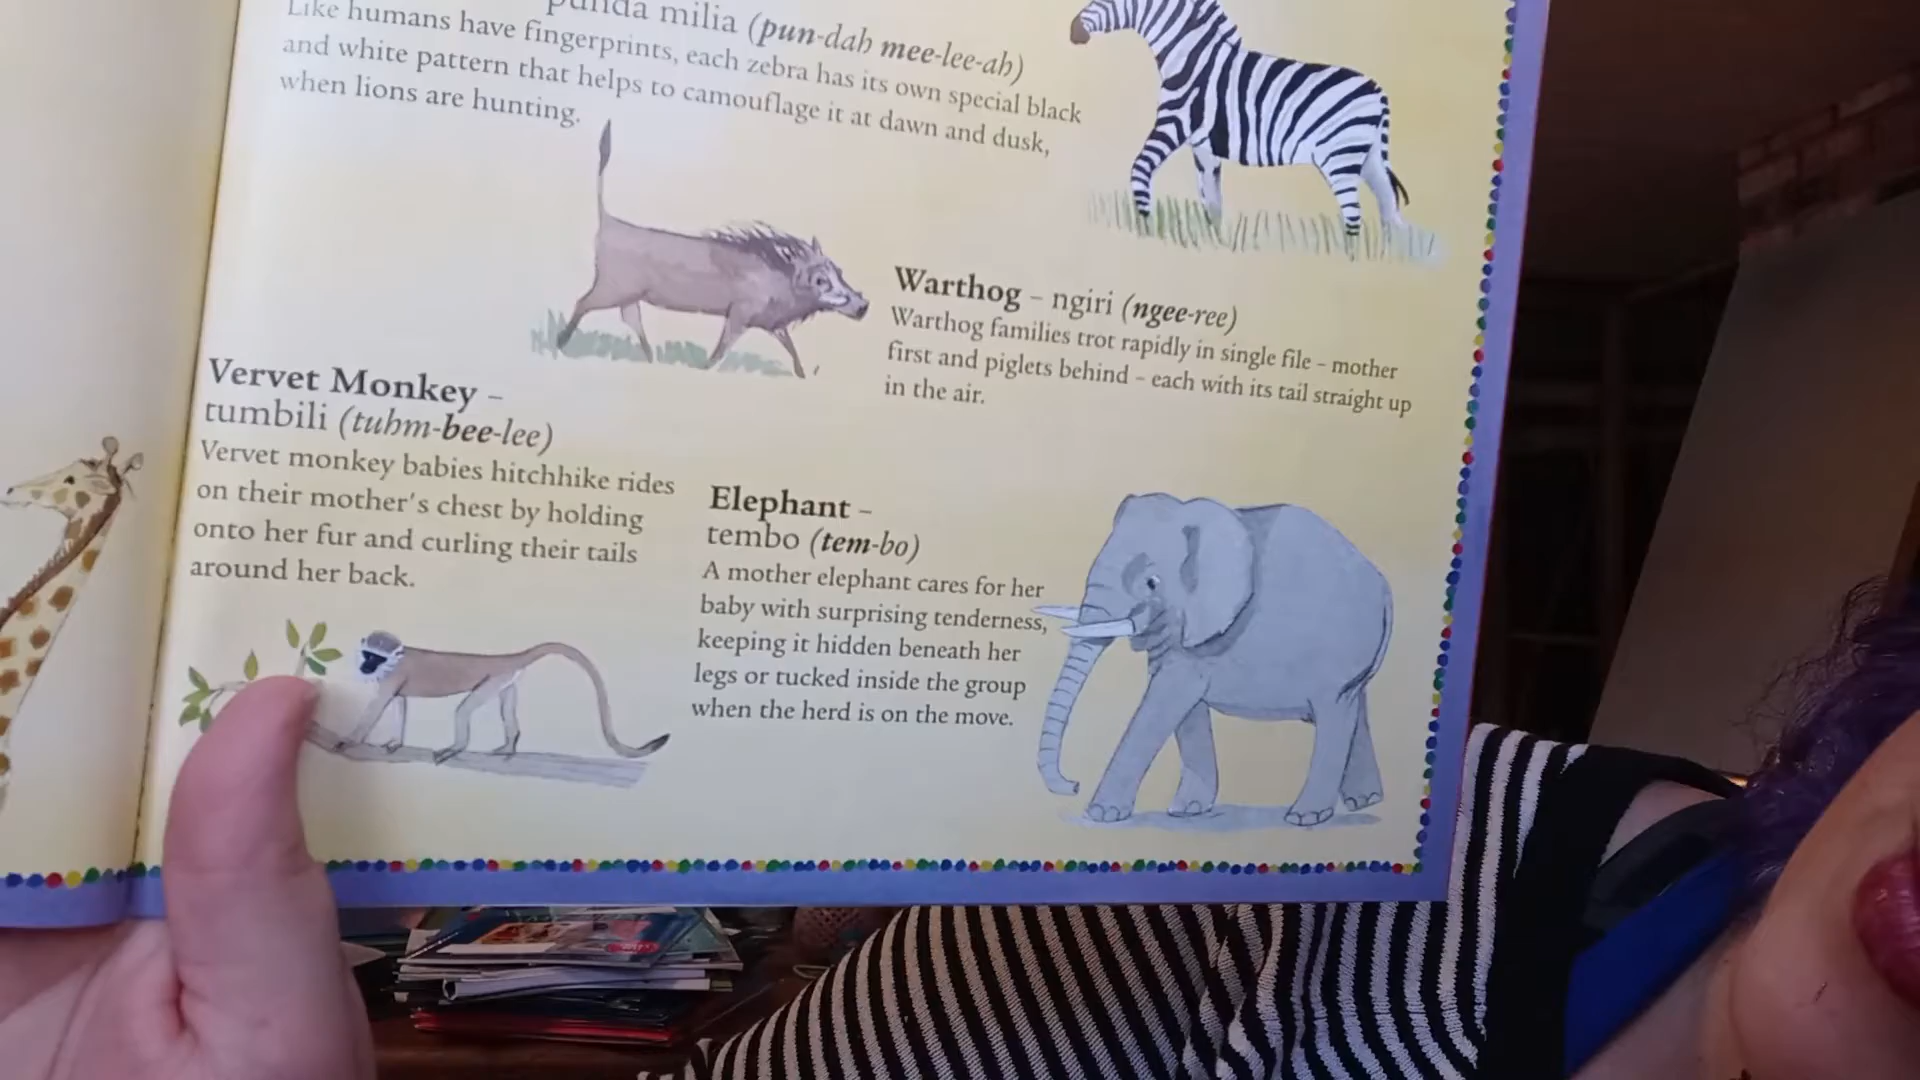 punda milia (pun-dah mee-lee-ah)
Like humans have fingerprints, each zebra has its own special black
and white pattern that helps to camouflage it at dawn and dusk,
when lions are hunting.
Warthog – ngiri (ngee-ree)
Warthog families trot rapidly in single file – mother
first and piglets behind – each with its tail straight up
in the air.
Vervet Monkey –
tumbili (tuhm-bee-lee)
Vervet monkey babies hitchhike rides
on their mother's chest by holding
onto her fur and curling their tails
around her back.
Elephant –
tembo (tem-bo)
A mother elephant cares for her
baby with surprising tenderness,
keeping it hidden beneath her
legs or tucked inside the group
when the herd is on the move.